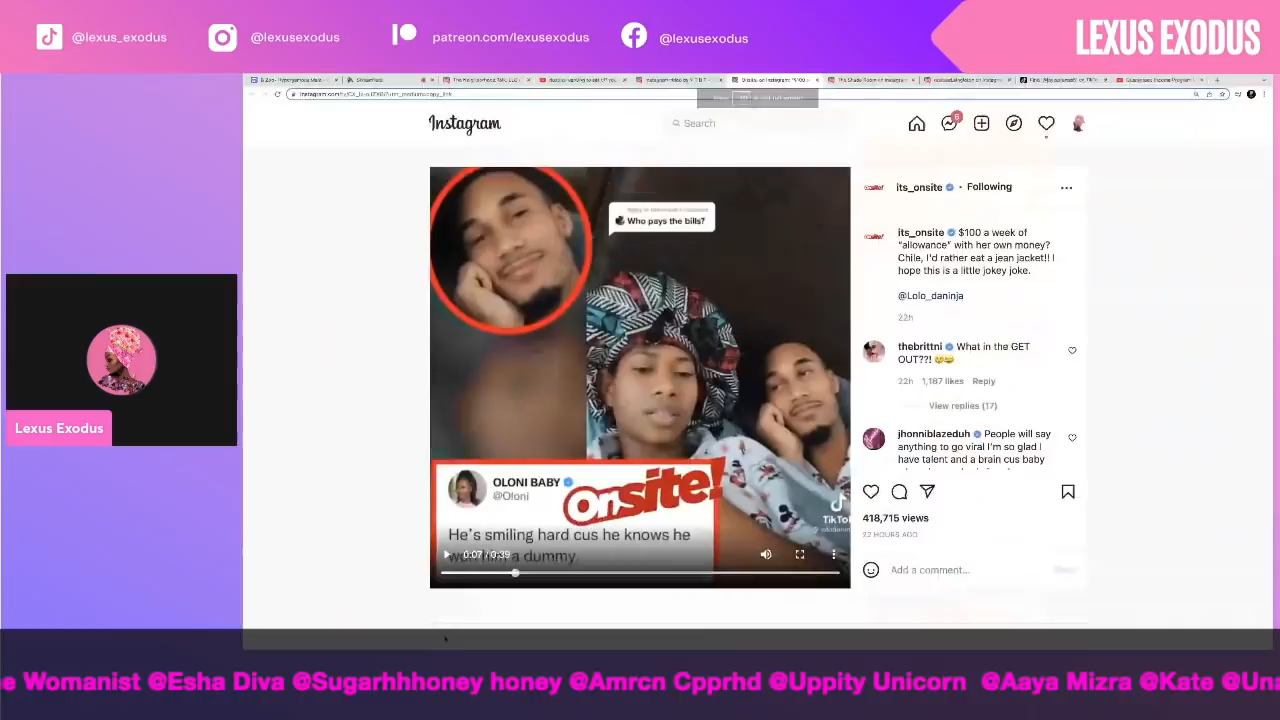 @lexus_exodus
@lexusexodus
patreon.com/lexusexodus
@lexusexodus
LEXUS EXODUS
Instagram
Search
6
its_onsite • Following
Who pays the bills?
its_onsite $100 a week of
“allowance” with her own money?
Chile, I'd rather eat a jean jacket!! I
hope this is a little jokey joke.
@Lolo_daninja
22h
thebrittni What in the GET
OUT??!
22h 1,187 likes Reply
View replies (17)
jhonniblazeduh People will say
anything to go viral I'm so glad I
have talent and a brain cus baby
Lexus Exodus
OLONI BABY
@Oloni
Onsite!
He's smiling hard cus he knows he
a dummy.
0:07 / 0:39
TikTok
418,715 views
22 HOURS AGO
Add a comment...
e Womanist @Esha Diva @Sugarhhhoney honey @Amrcn Cpprhd @Uppity Unicorn @Aaya Mizra @Kate @Una